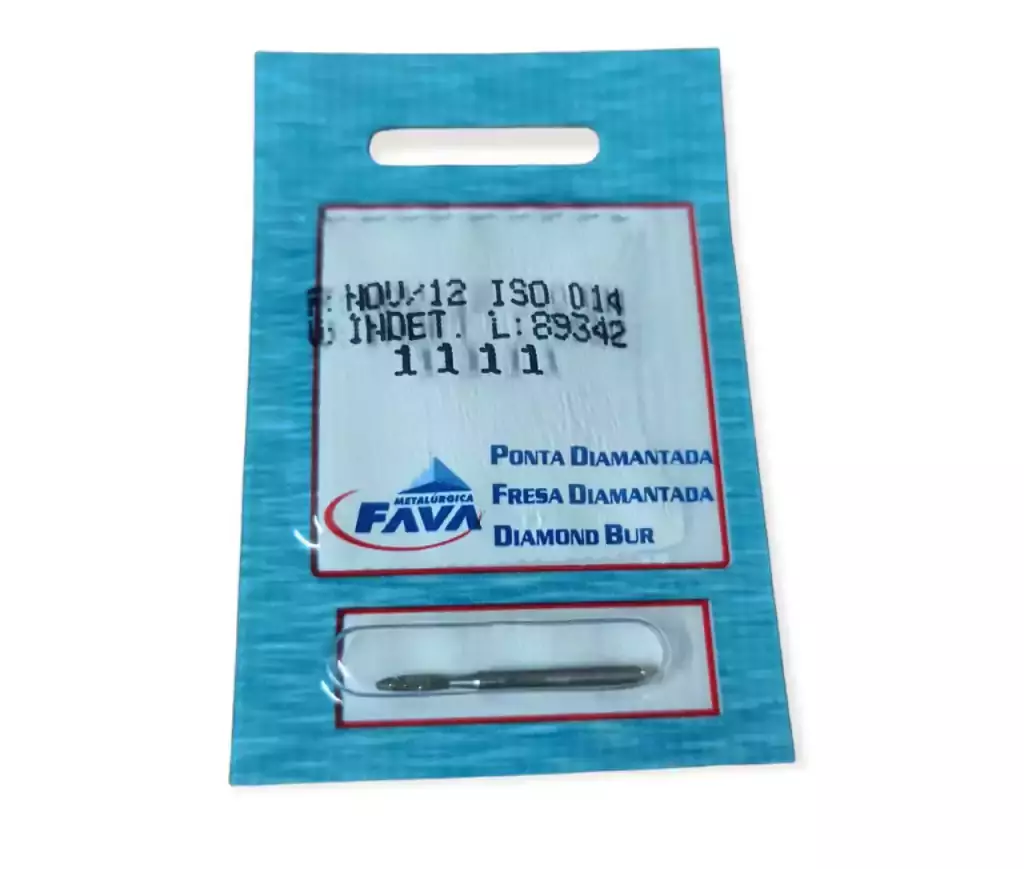 F: NOV/12 ISO 014
V: INDET. L: 89342
1111
PONTA DIAMANTADA
FRESA DIAMANTADA
DIAMOND BUR
METALÚRGICA
FAVA